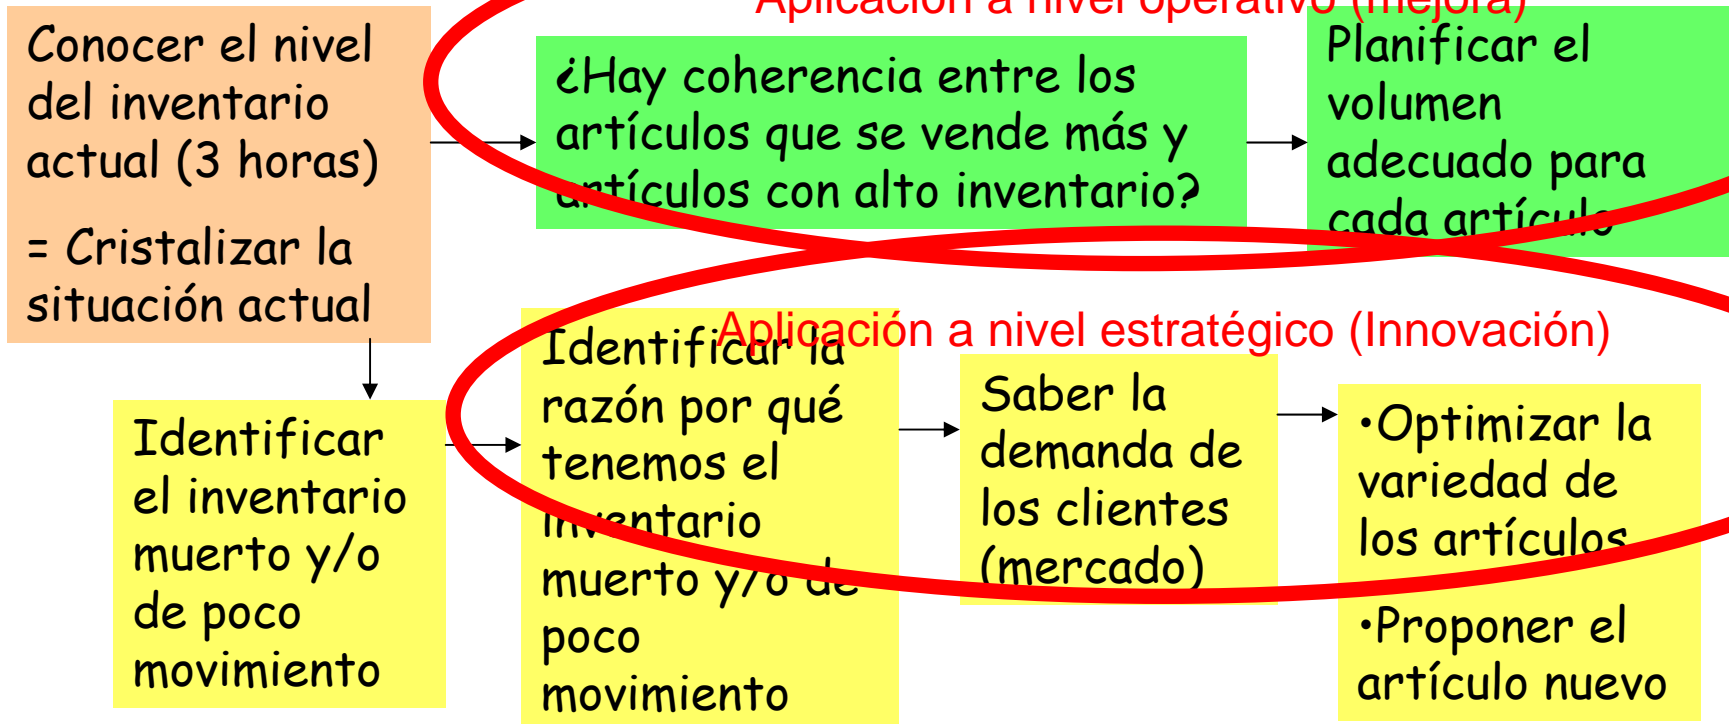 Aplicación a nivel operativo (mejora)
Conocer el nivel
del inventario
actual (3 horas)
= Cristalizar la
situación actual
¿Hay coherencia entre los
artículos que se vende más y
artículos con alto inventario?
Planificar el
volumen
adecuado para
cada artículo
Aplicación a nivel estratégico (Innovación)
Identificar
el inventario
muerto y/o
de poco
movimiento
Identificar la
razón por qué
tenemos el
inventario
muerto y/o de
poco
movimiento
Saber la
demanda de
los clientes
(mercado)
•Optimizar la
variedad de
los artículos
•Proponer el
artículo nuevo